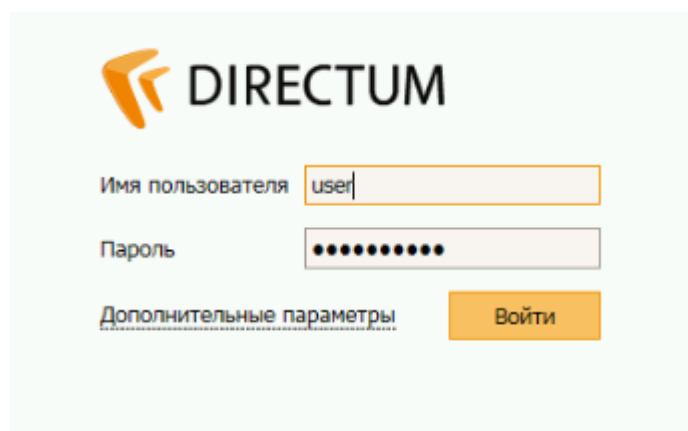 DIRECTUM
Имя пользователя user
Пароль ••••••••••
Дополнительные параметры Войти